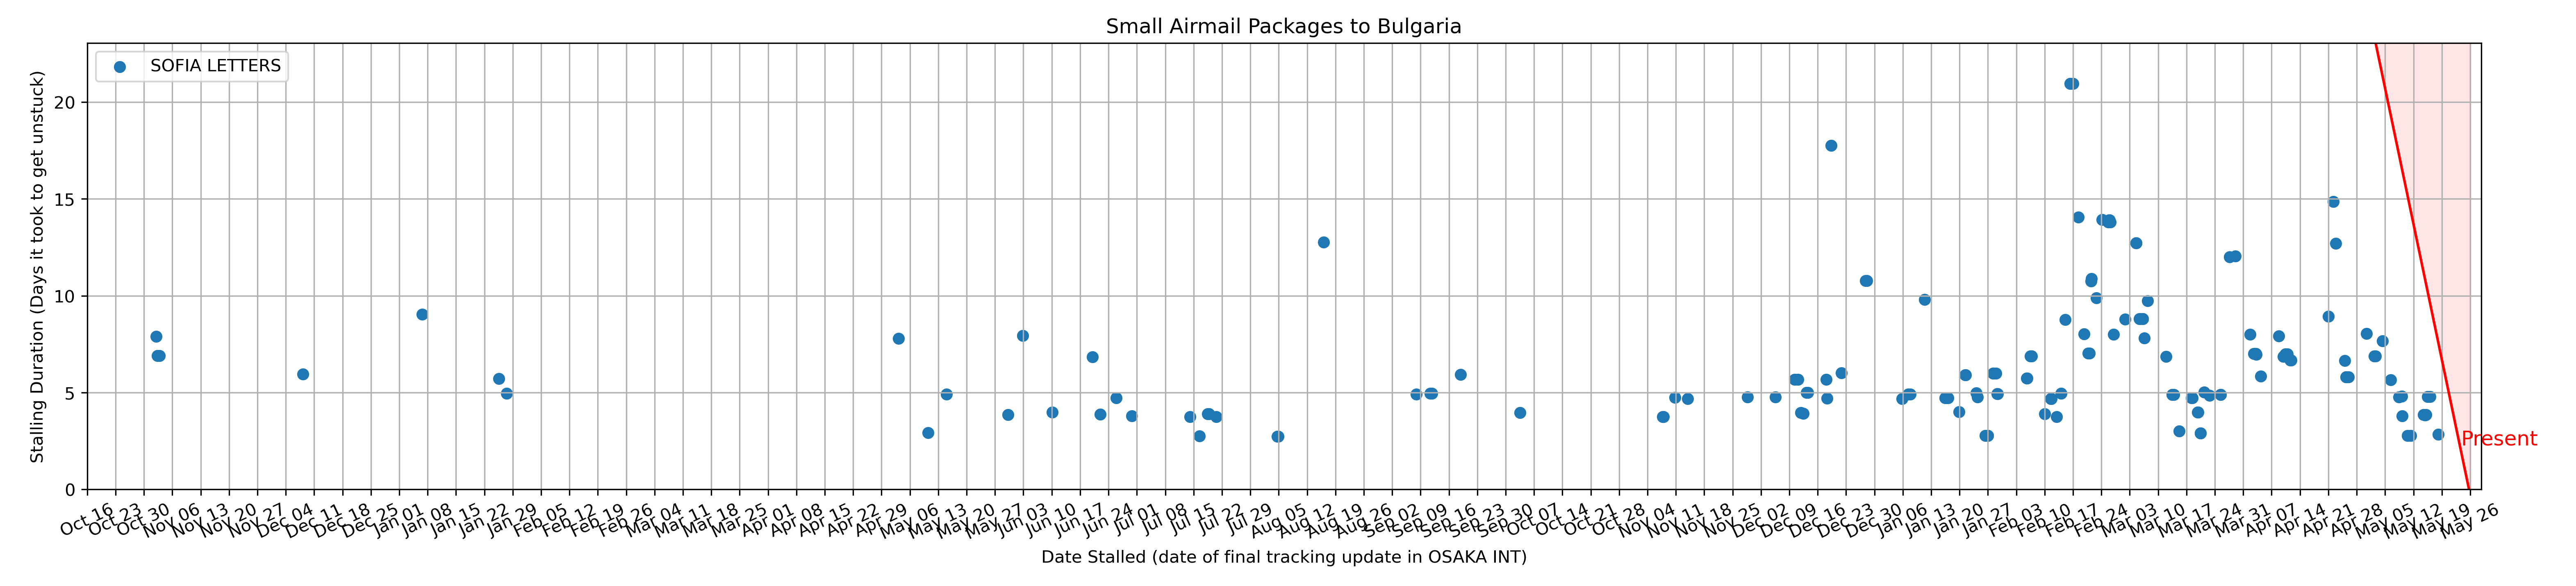 Small Airmail Packages to Bulgaria
SOFIA LETTERS
Stalling Duration (Days it took to get unstuck)
20
15
10
5
0
Present
Oct 16
Oct 23
Oct 30
Nov 06
Nov 13
Nov 20
Nov 27
Dec 04
Dec 11
Dec 18
Dec 25
Jan 01
Jan 08
Jan 15
Jan 22
Jan 29
Feb 05
Feb 12
Feb 19
Feb 26
Mar 04
Mar 11
Mar 18
Mar 25
Apr 01
Apr 08
Apr 15
Apr 22
Apr 29
May 06
May 13
May 20
May 27
Jun 03
Jun 10
Jun 17
Jun 24
Jul 01
Jul 08
Jul 15
Jul 22
Jul 29
Aug 05
Aug 12
Aug 19
Aug 26
Sep 02
Sep 09
Sep 16
Sep 23
Sep 30
Oct 07
Oct 14
Oct 21
Oct 28
Nov 04
Nov 11
Nov 18
Nov 25
Dec 02
Dec 09
Dec 16
Dec 23
Dec 30
Jan 06
Jan 13
Jan 20
Jan 27
Feb 03
Feb 10
Feb 17
Feb 24
Mar 03
Mar 10
Mar 17
Mar 24
Mar 31
Apr 07
Apr 14
Apr 21
Apr 28
May 05
May 12
May 19
May 26
Date Stalled (date of final tracking update in OSAKA INT)